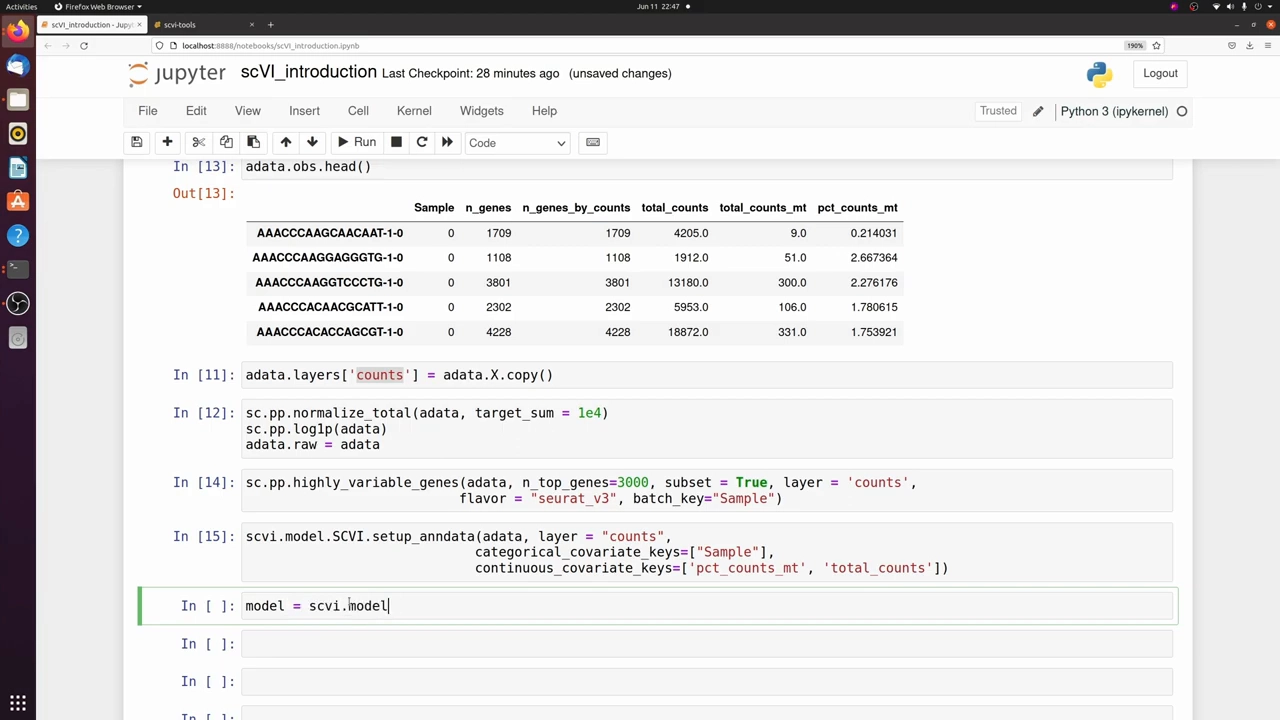 Activities
Firefox Web Browser
Jun 11 22:47
scVI_introduction - Jupyt
scvi-tools
localhost:8888/notebooks/scVI_introduction.ipynb
190%
jupyter scVI_introduction Last Checkpoint: 28 minutes ago (unsaved changes)
Logout
File Edit View Insert Cell Kernel Widgets Help
Trusted
Python 3 (ipykernel)
Run
Code
In [13]: adata.obs.head()
Out[13]:
Sample n_genes n_genes_by_counts total_counts total_counts_mt pct_counts_mt
AAACCCAAGCAACAAT-1-0 0 1709 1709 4205.0 9.0 0.214031
AAACCCAAGGAGGGTG-1-0 0 1108 1108 1912.0 51.0 2.667364
AAACCCAAGGTCCCTG-1-0 0 3801 3801 13180.0 300.0 2.276176
AAACCCACAACGCATT-1-0 0 2302 2302 5953.0 106.0 1.780615
AAACCCACACCAGCGT-1-0 0 4228 4228 18872.0 331.0 1.753921
In [11]: adata.layers['counts'] = adata.X.copy()
In [12]: sc.pp.normalize_total(adata, target_sum = 1e4)
sc.pp.log1p(adata)
adata.raw = adata
In [14]: sc.pp.highly_variable_genes(adata, n_top_genes=3000, subset = True, layer = 'counts',
flavor = "seurat_v3", batch_key="Sample")
In [15]: scvi.model.SCVI.setup_anndata(adata, layer = "counts",
categorical_covariate_keys=["Sample"],
continuous_covariate_keys=['pct_counts_mt', 'total_counts'])
In [ ]: model = scvi.model
In [ ]:
In [ ]: